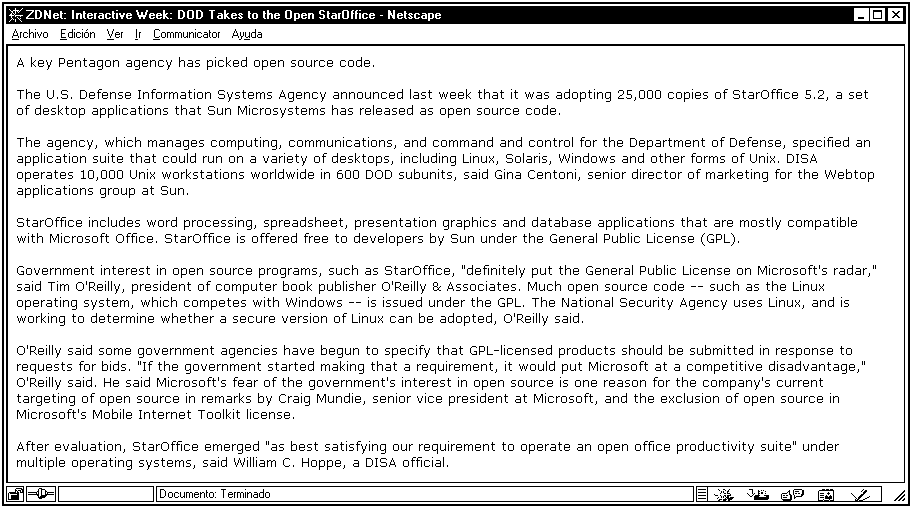 ZDNet: Interactive Week: DOD Takes to the Open StarOffice - Netscape
Archivo Edición Ver Ir Communicator Ayuda
A key Pentagon agency has picked open source code.
The U.S. Defense Information Systems Agency announced last week that it was adopting 25,000 copies of StarOffice 5.2, a set
of desktop applications that Sun Microsystems has released as open source code.
The agency, which manages computing, communications, and command and control for the Department of Defense, specified an
application suite that could run on a variety of desktops, including Linux, Solaris, Windows and other forms of Unix. DISA
operates 10,000 Unix workstations worldwide in 600 DOD subunits, said Gina Centoni, senior director of marketing for the Webtop
applications group at Sun.
StarOffice includes word processing, spreadsheet, presentation graphics and database applications that are mostly compatible
with Microsoft Office. StarOffice is offered free to developers by Sun under the General Public License (GPL).
Government interest in open source programs, such as StarOffice, "definitely put the General Public License on Microsoft's radar,"
said Tim O'Reilly, president of computer book publisher O'Reilly & Associates. Much open source code -- such as the Linux
operating system, which competes with Windows -- is issued under the GPL. The National Security Agency uses Linux, and is
working to determine whether a secure version of Linux can be adopted, O'Reilly said.
O'Reilly said some government agencies have begun to specify that GPL-licensed products should be submitted in response to
requests for bids. "If the government started making that a requirement, it would put Microsoft at a competitive disadvantage,"
O'Reilly said. He said Microsoft's fear of the government's interest in open source is one reason for the company's current
targeting of open source in remarks by Craig Mundie, senior vice president at Microsoft, and the exclusion of open source in
Microsoft's Mobile Internet Toolkit license.
After evaluation, StarOffice emerged "as best satisfying our requirement to operate an open office productivity suite" under
multiple operating systems, said William C. Hoppe, a DISA official.
Documento: Terminado